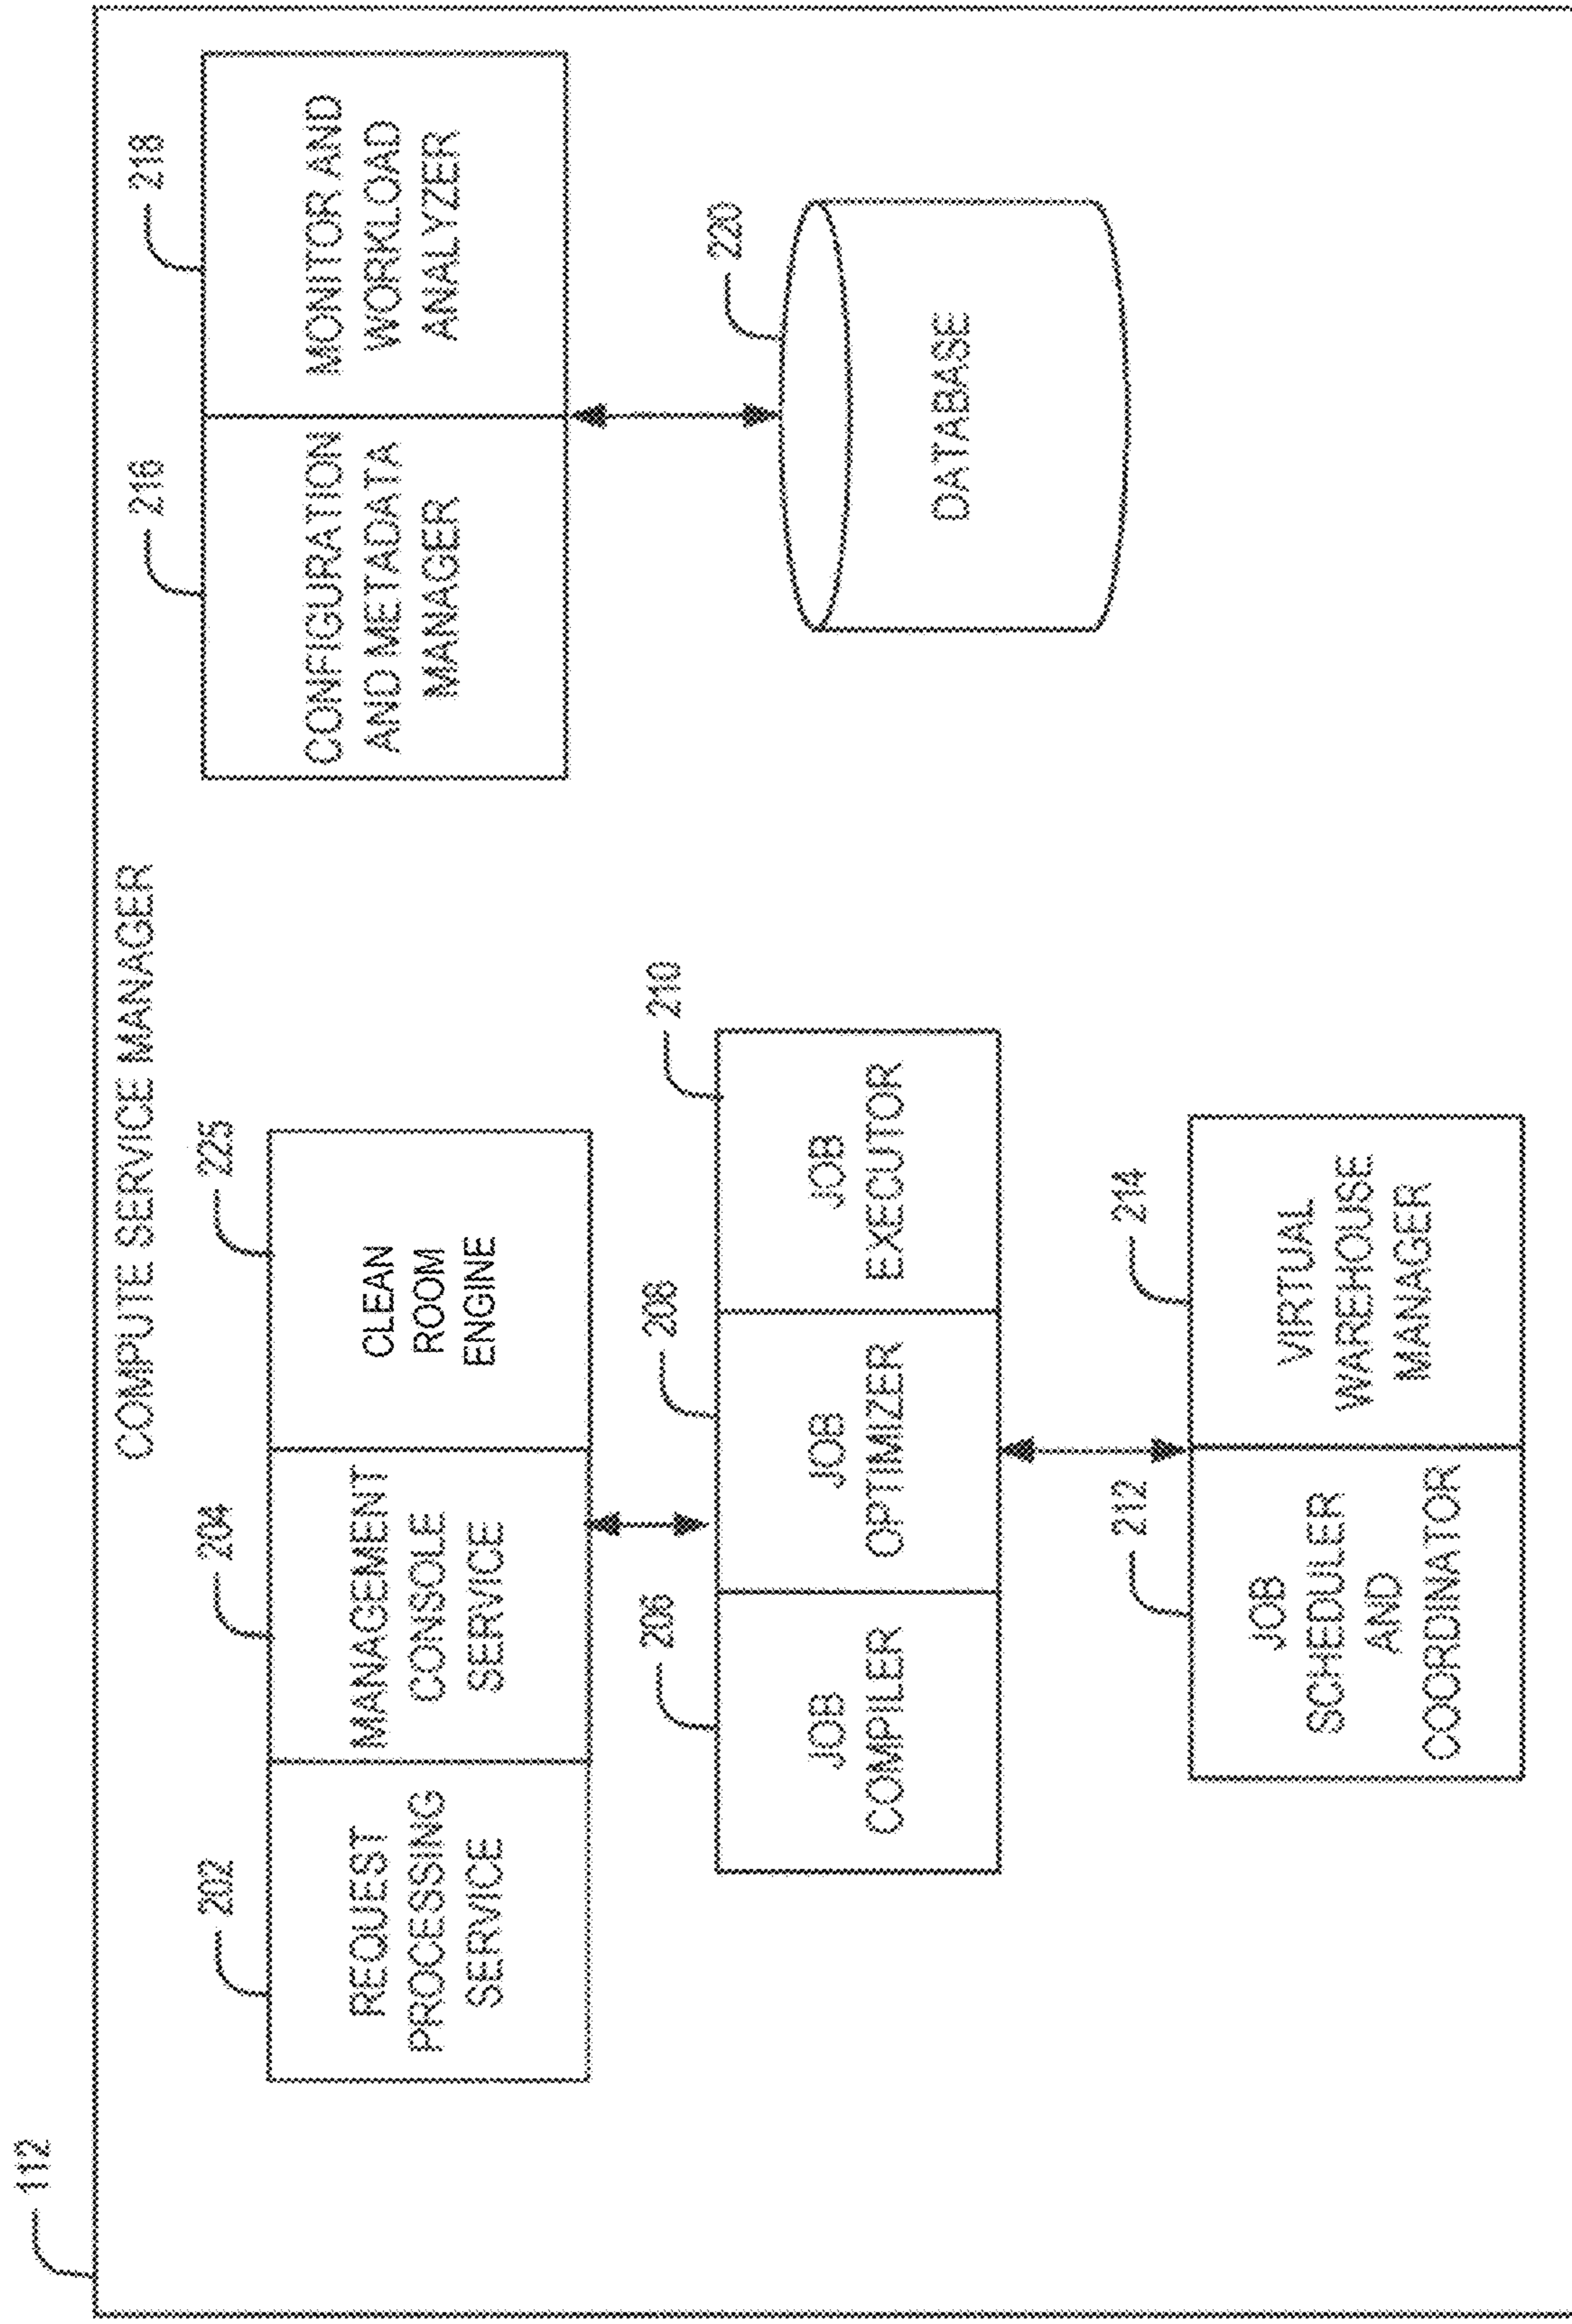 112
COMPUTE SERVICE MANAGER
202
REQUEST
PROCESSING
SERVICE
204
MANAGEMENT
CONSOLE
SERVICE
225
CLEAN
ROOM
ENGINE
206
JOB
COMPILER
208
JOB
OPTIMIZER
210
JOB
EXECUTOR
212
JOB
SCHEDULER
AND
COORDINATOR
214
VIRTUAL
WAREHOUSE
MANAGER
216
CONFIGURATION
AND METADATA
MANAGER
218
MONITOR AND
WORKLOAD
ANALYZER
220
DATABASE